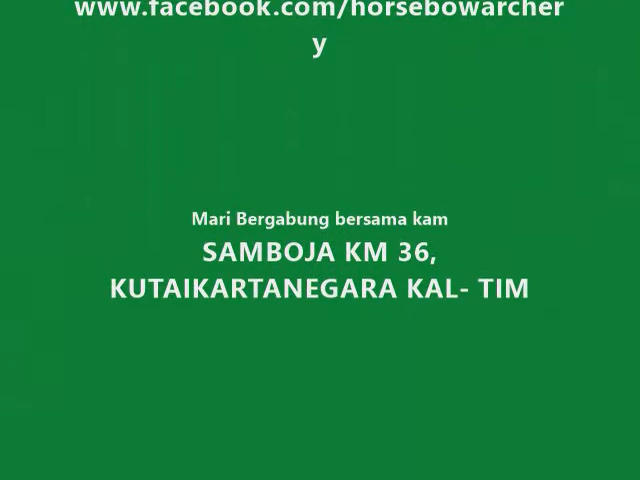 www.facebook.com/horsebowarcher
y
Mari Bergabung bersama kam
SAMBOJA KM 36,
KUTAIKARTANEGARA KAL- TIM